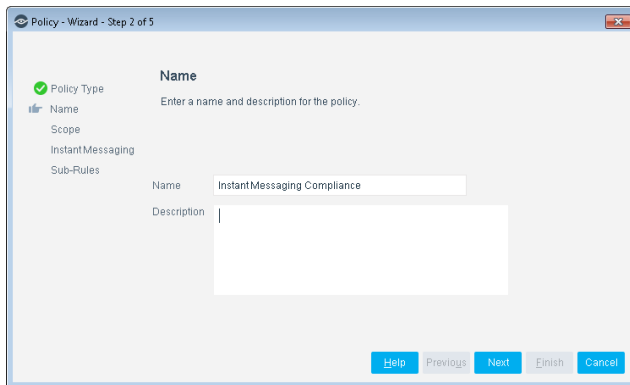 Policy - Wizard - Step 2 of 5
Policy Type
Name
Scope
Instant Messaging
Sub-Rules
Name
Enter a name and description for the policy.
Name
Instant Messaging Compliance
Description
Help
Previous
Next
Finish
Cancel